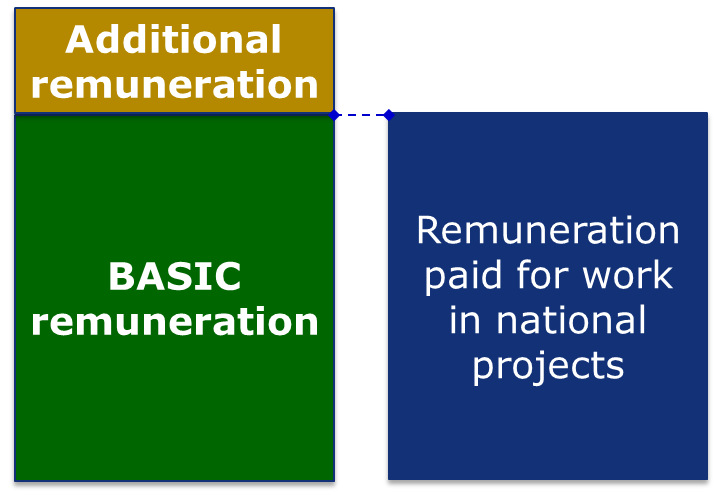 Additional
remuneration
BASIC
remuneration
Remuneration
paid for work
in national
projects